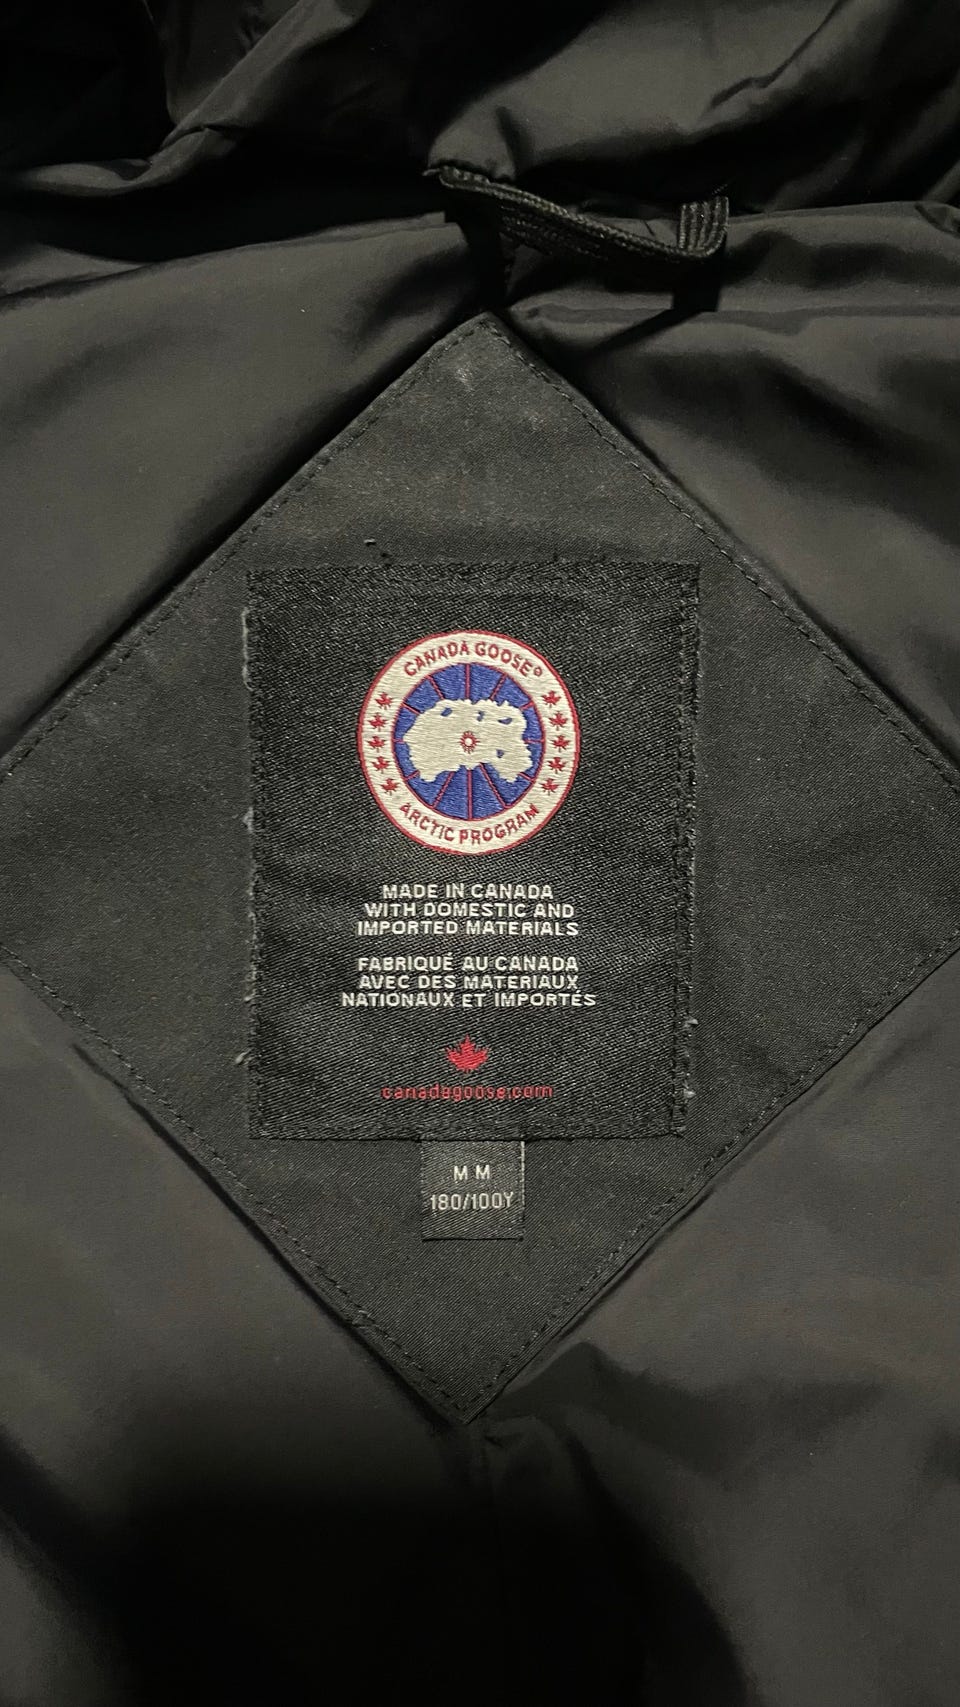 CANADA GOOSE®
ARCTIC PROGRAM
MADE IN CANADA
WITH DOMESTIC AND
IMPORTED MATERIALS
FABRIQUÉ AU CANADA
AVEC DES MATERIAUX
NATIONAUX ET IMPORTÉS
canadagoose.com
M M
180/100Y